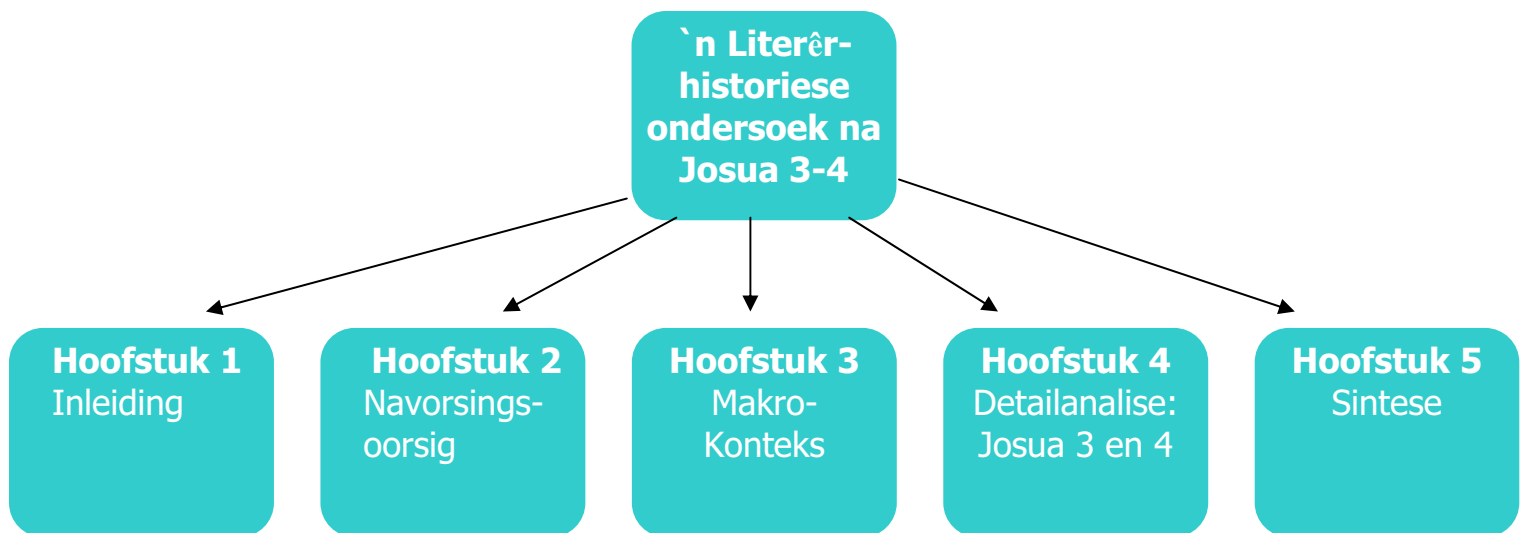 `n Literêr-
historiese
ondersoek na
Josua 3-4
Hoofstuk 1
Inleiding
Hoofstuk 2
Navorsings-
oorsig
Hoofstuk 3
Makro-
Konteks
Hoofstuk 4
Detailanalise:
Josua 3 en 4
Hoofstuk 5
Sintese